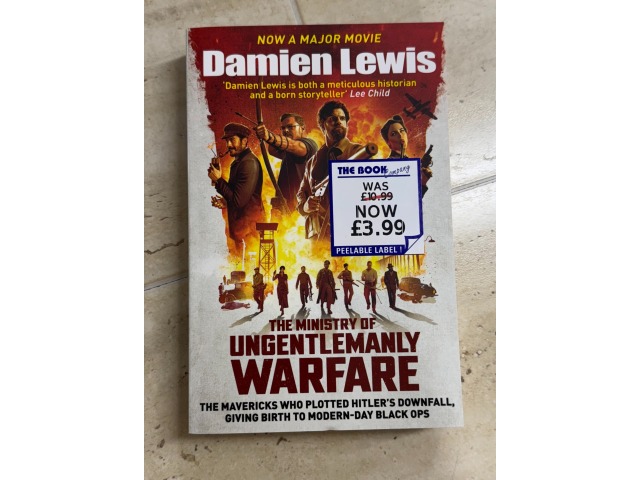 NOW A MAJOR MOVIE
Damien Lewis
'Damien Lewis is both a meticulous historian
and a born storyteller' Lee Child
THE BOOK Company
WAS
£10.99
NOW
£3.99
PEELABLE LABEL !
THE MINISTRY OF
UNGENTLEMANLY
WARFARE
THE MAVERICKS WHO PLOTTED HITLER'S DOWNFALL,
GIVING BIRTH TO MODERN-DAY BLACK OPS